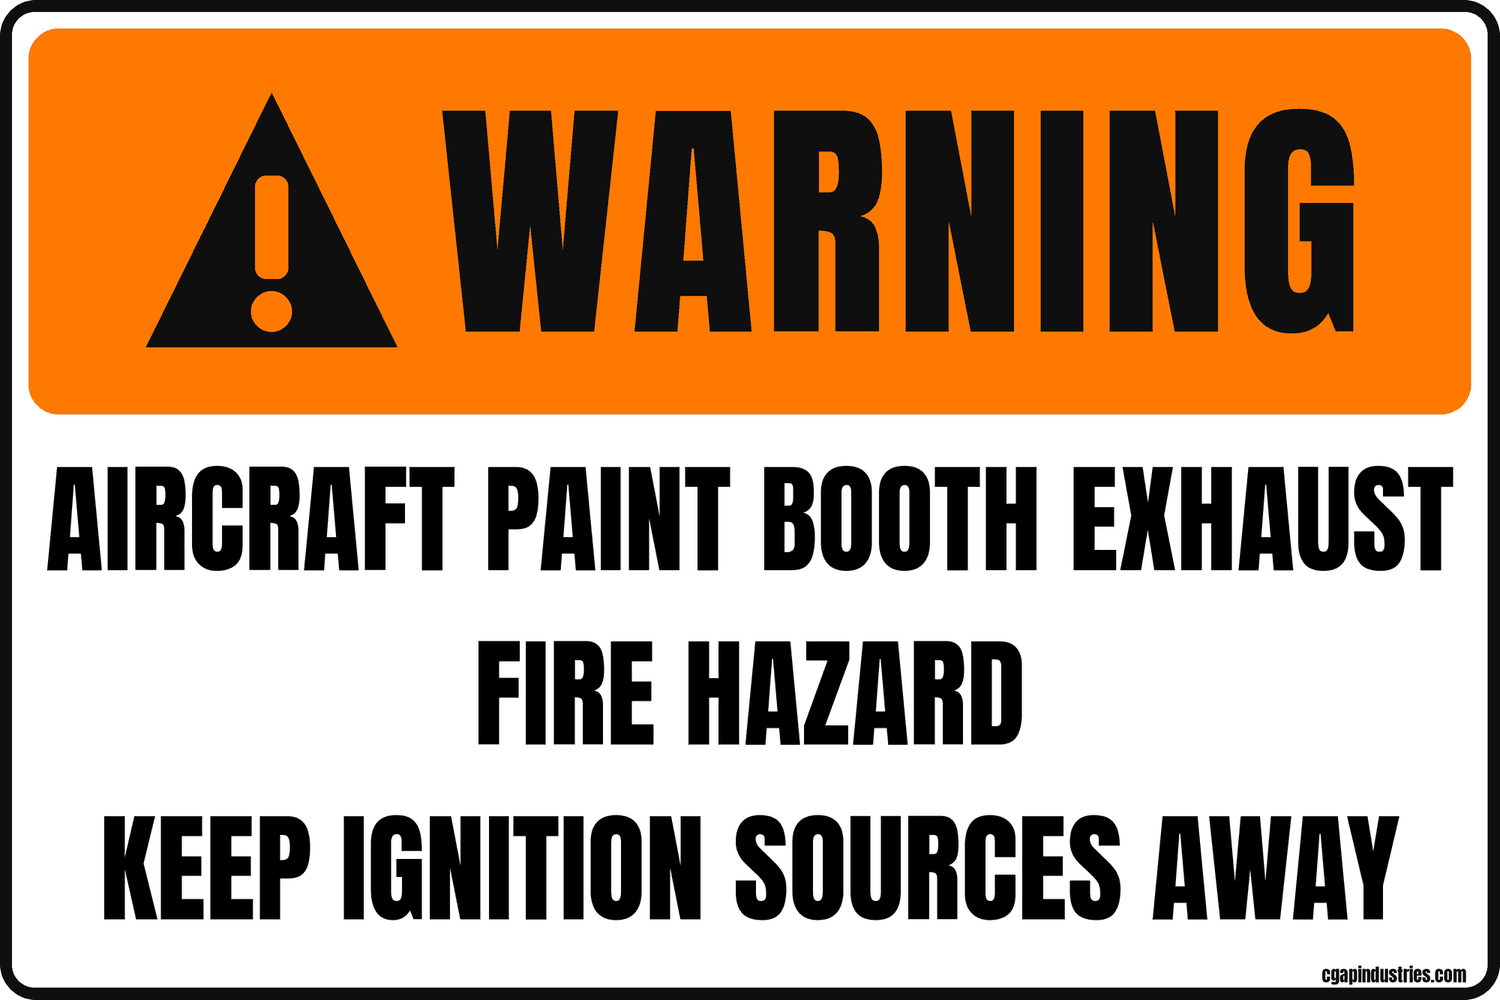 WARNING
AIRCRAFT PAINT BOOTH EXHAUST
FIRE HAZARD
KEEP IGNITION SOURCES AWAY
cgapindustries.com